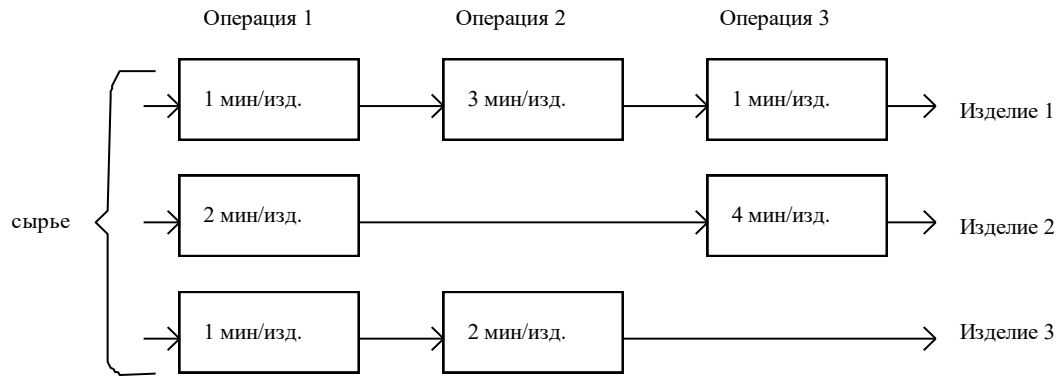 Операция 1 Операция 2 Операция 3
1 мин/изд. 3 мин/изд. 1 мин/изд. Изделие 1
сырье 2 мин/изд. 4 мин/изд. Изделие 2
1 мин/изд. 2 мин/изд. Изделие 3